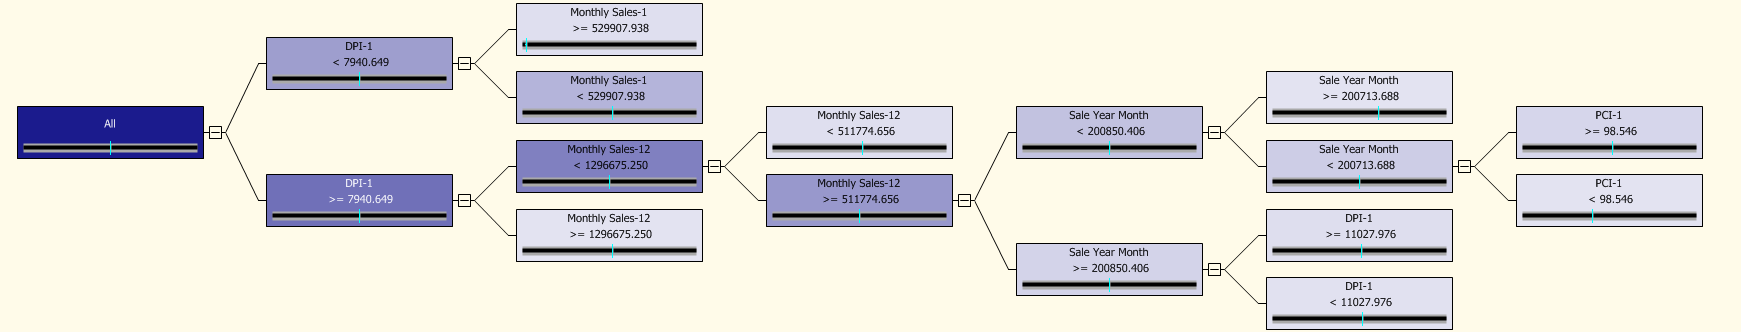 All
DPI-1
< 7940.649
DPI-1
>= 7940.649
Monthly Sales-1
>= 529907.938
Monthly Sales-1
< 529907.938
Monthly Sales-12
< 1296675.250
Monthly Sales-12
>= 1296675.250
Monthly Sales-12
< 511774.656
Monthly Sales-12
>= 511774.656
Sale Year Month
< 200850.406
Sale Year Month
>= 200850.406
Sale Year Month
>= 200713.688
Sale Year Month
< 200713.688
DPI-1
>= 11027.976
DPI-1
< 11027.976
PCI-1
>= 98.546
PCI-1
< 98.546